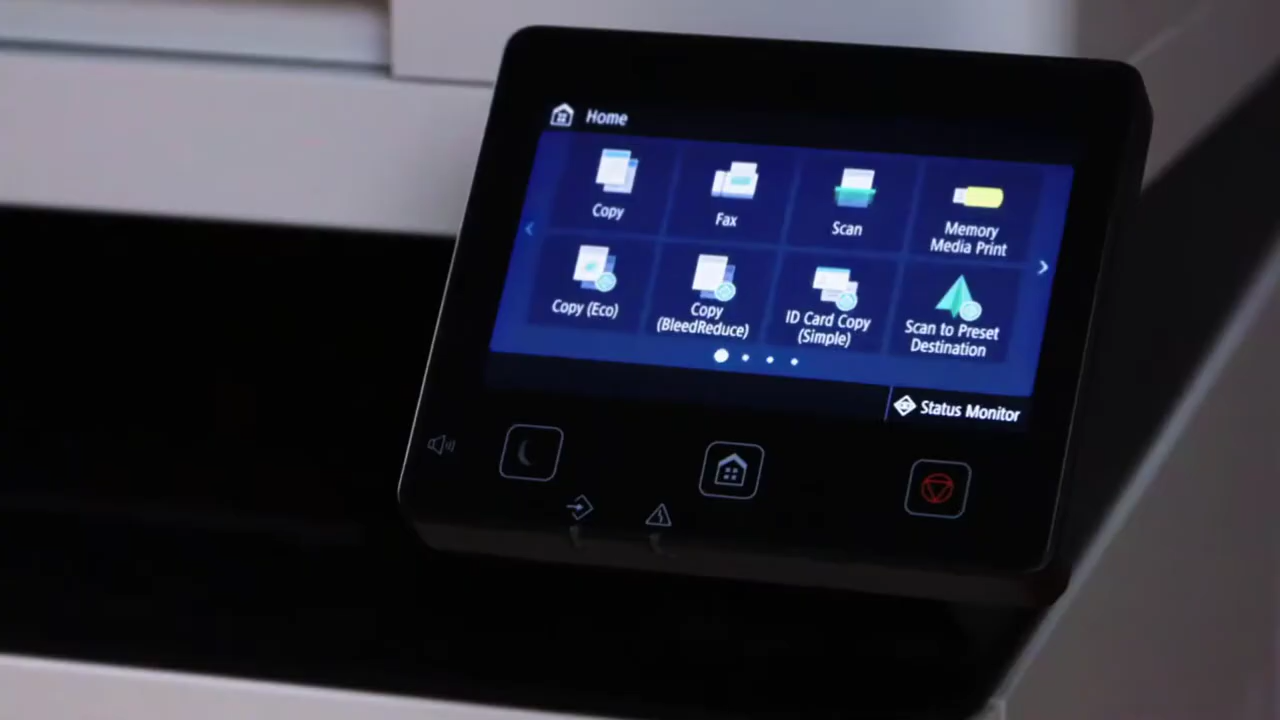 Home
Copy
Fax
Scan
Memory
Media Print
Copy (Eco)
Copy
(BleedReduce)
ID Card Copy
(Simple)
Scan to Preset
Destination
Status Monitor